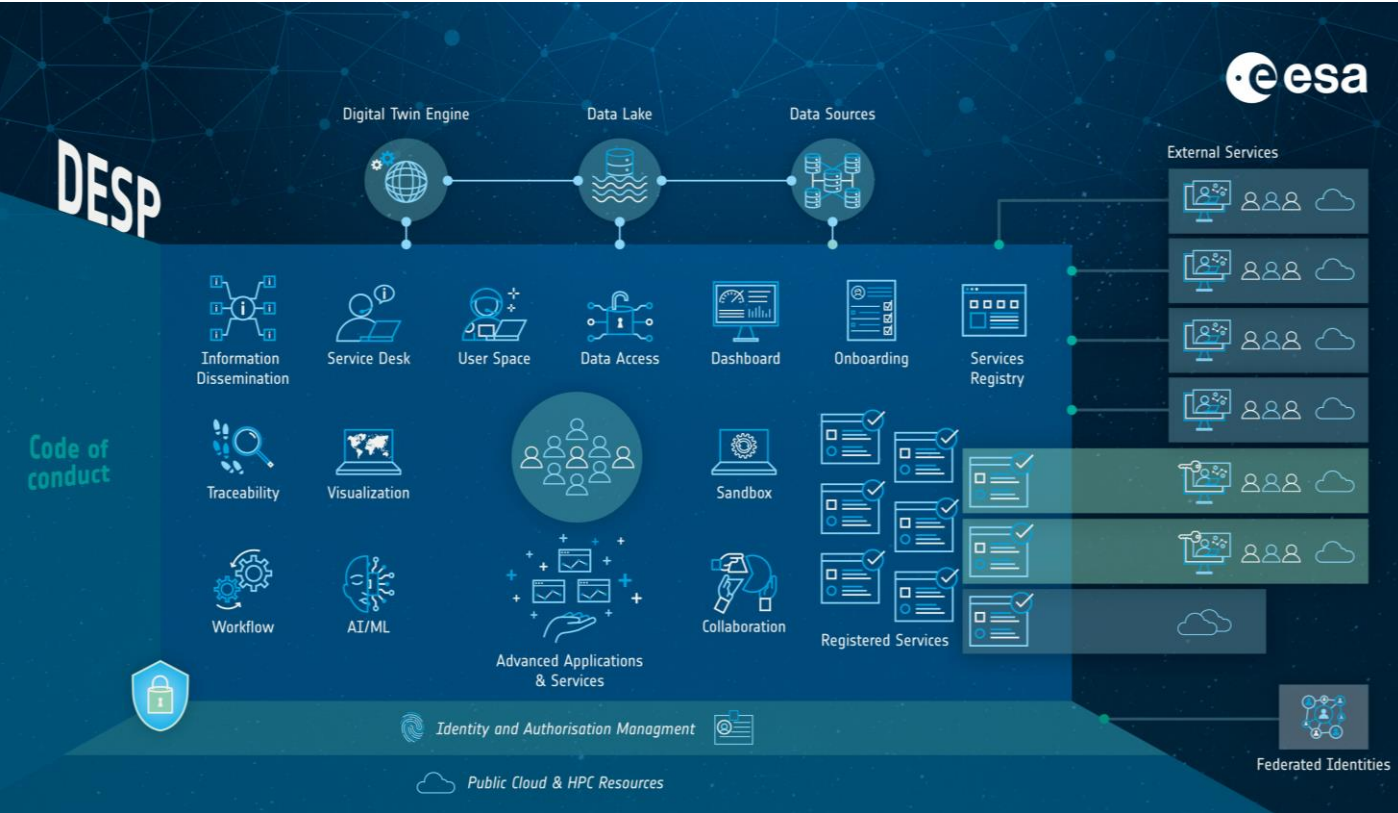 esa
Digital Twin Engine
Data Lake
Data Sources
External Services
DESP
Information
Dissemination
Service Desk
User Space
Data Access
Dashboard
Onboarding
Services
Registry
Code of
conduct
Traceability
Visualization
Sandbox
Workflow
AI/ML
Advanced Applications
& Services
Collaboration
Registered Services
Identity and Authorisation Managment
Public Cloud & HPC Resources
Federated Identities